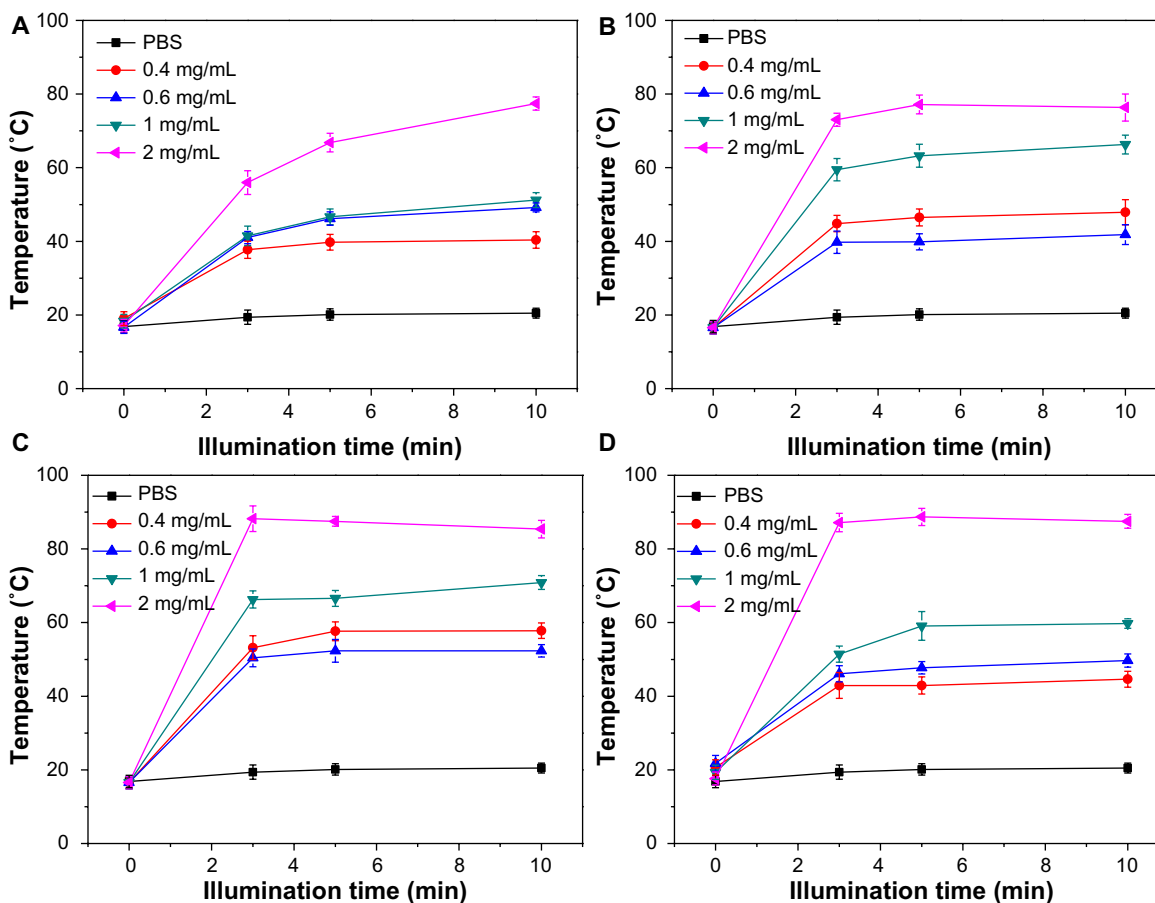 A
100
80
60
40
20
0
Temperature (˚C)
PBS
0.4 mg/mL
0.6 mg/mL
1 mg/mL
2 mg/mL
0 2 4 6 8 10
Illumination time (min)
B
100
80
60
40
20
0
Temperature (˚C)
PBS
0.4 mg/mL
0.6 mg/mL
1 mg/mL
2 mg/mL
0 2 4 6 8 10
Illumination time (min)
C
100
80
60
40
20
0
Temperature (˚C)
PBS
0.4 mg/mL
0.6 mg/mL
1 mg/mL
2 mg/mL
0 2 4 6 8 10
Illumination time (min)
D
100
80
60
40
20
0
Temperature (˚C)
PBS
0.4 mg/mL
0.6 mg/mL
1 mg/mL
2 mg/mL
0 2 4 6 8 10
Illumination time (min)